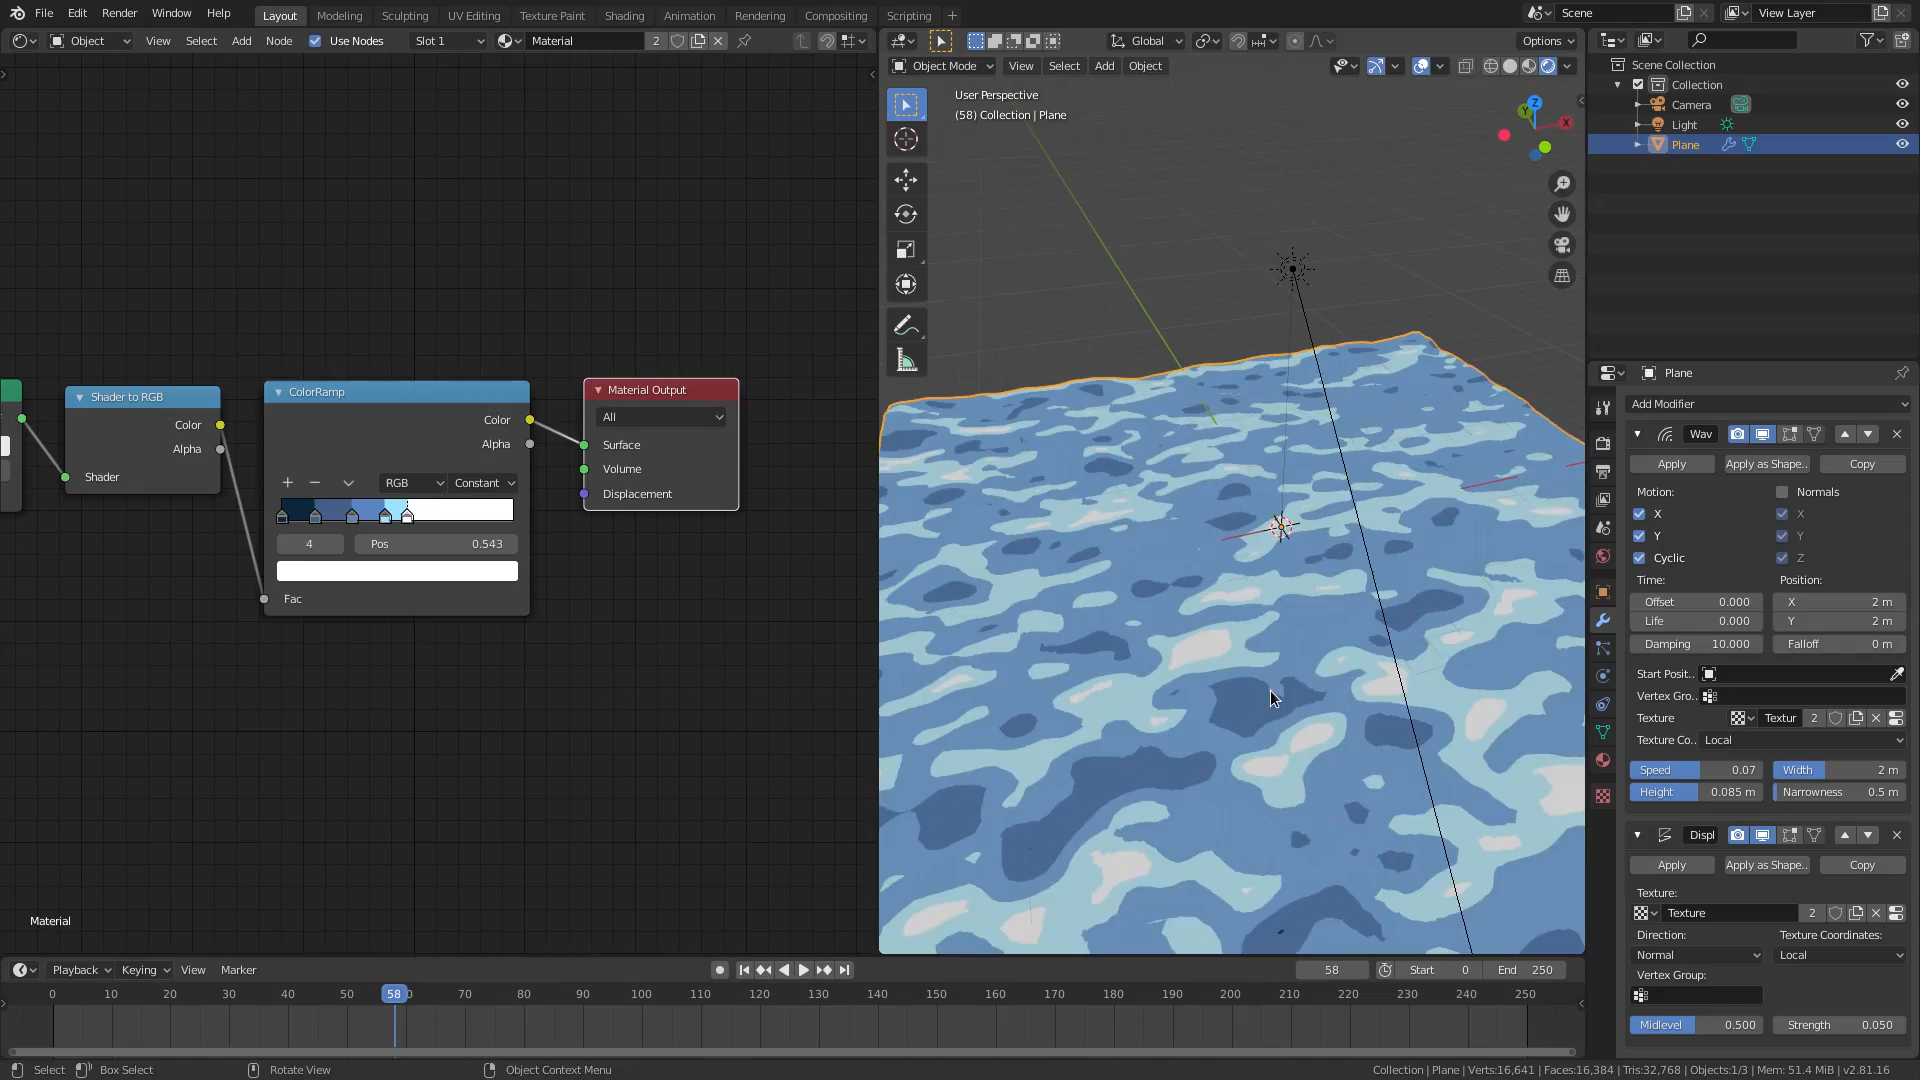 File Edit Render Window Help Layout Modeling Sculpting UV Editing Texture Paint Shading Animation Rendering Compositing Scripting + Scene View Layer
Object View Select Add Node Use Nodes Slot 1 Material 2 Global Options
Object Mode View Select Add Object
User Perspective
(58) Collection | Plane
Z
Y
X
Scene Collection
Collection
Camera
Light
Plane
Shader to RGB
Color
Alpha
Shader
ColorRamp
Color
Alpha
RGB Constant
4 Pos 0.543
Fac
Material Output
All
Surface
Volume
Displacement
Material
Plane
Add Modifier
Wav
Apply Apply as Shape.. Copy
Motion: Normals
X X
Y Y
Cyclic Z
Time: Position:
Offset 0.000 X 2 m
Life 0.000 Y 2 m
Damping 10.000 Falloff 0 m
Start Posit..
Vertex Gro..
Texture Textur 2
Texture Co.. Local
Speed 0.07 Width 2 m
Height 0.085 m Narrowness 0.5 m
Displ
Apply Apply as Shape.. Copy
Texture:
Texture 2
Direction: Texture Coordinates:
Normal Local
Vertex Group:
Midlevel 0.500 Strength 0.050
Playback Keying View Marker 58 Start 0 End 250
0 10 20 30 40 50 58 70 80 90 100 110 120 130 140 150 160 170 180 190 200 210 220 230 240 250
Select Box Select Rotate View Object Context Menu Collection | Plane | Verts:16,641 | Faces:16,384 | Tris:32,768 | Objects:1/3 | Mem: 51.4 MiB | v2.81.16